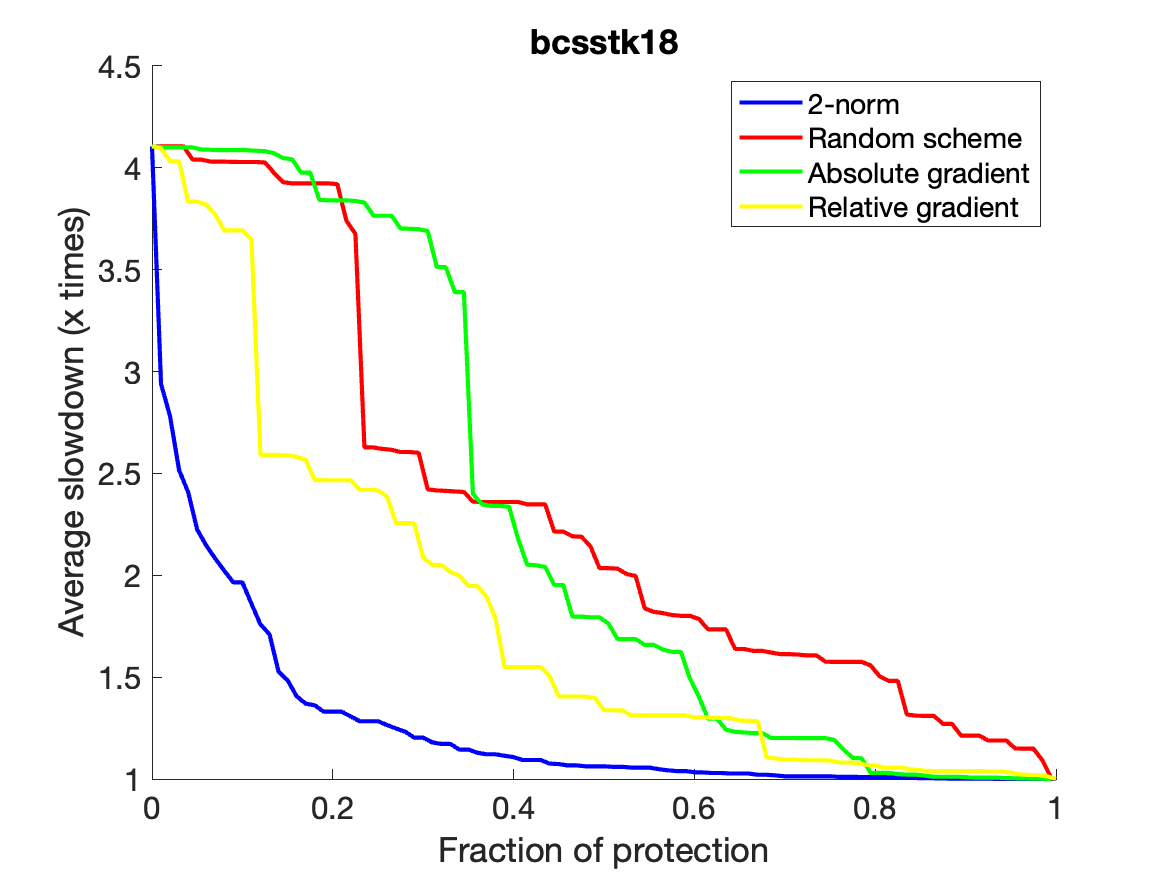 bcsstk18
4.5
4
3.5
3
2.5
2
1.5
1
Average slowdown (x times)
2-norm
Random scheme
Absolute gradient
Relative gradient
0
0.2
0.4
0.6
0.8
1
Fraction of protection